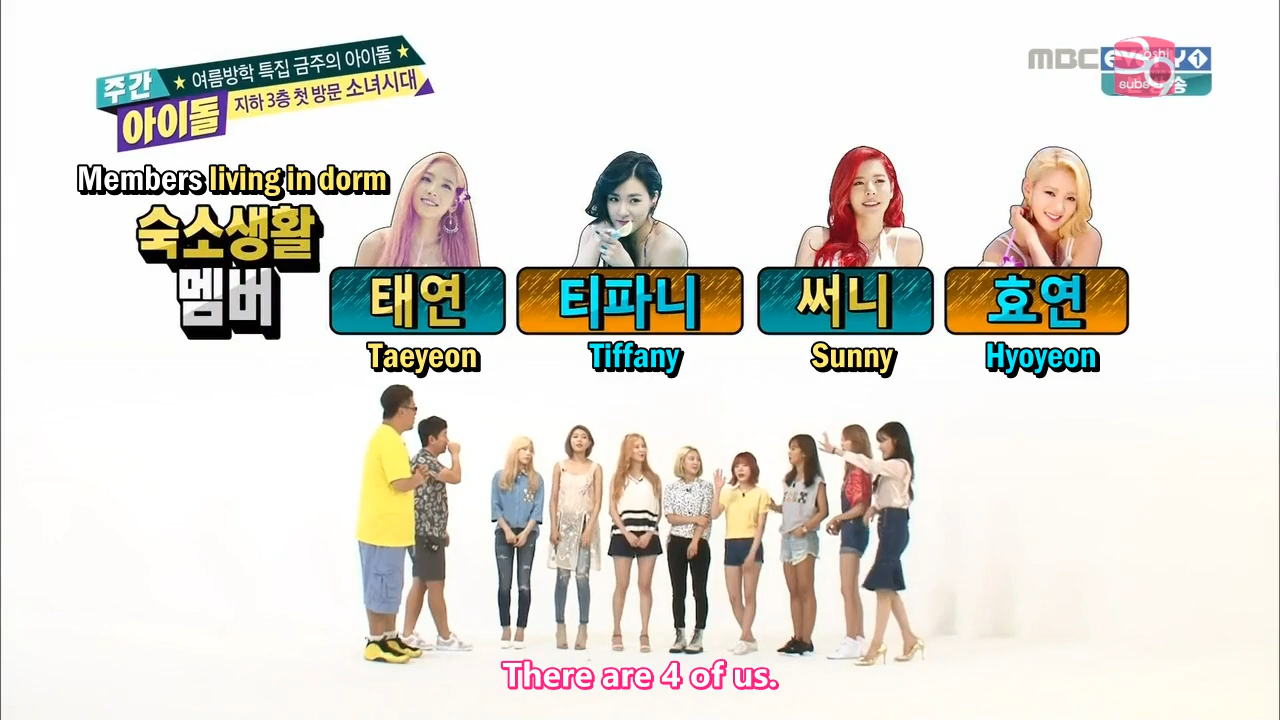 주간
아이돌
★ 여름방학 특집 금주의 아이돌 ★
지하 3층 첫 방문 소녀시대
MBC
subs
Members living in dorm
숙소생활
멤버
태연
티파니
써니
효연
Taeyeon
Tiffany
Sunny
Hyoyeon
There are 4 of us.